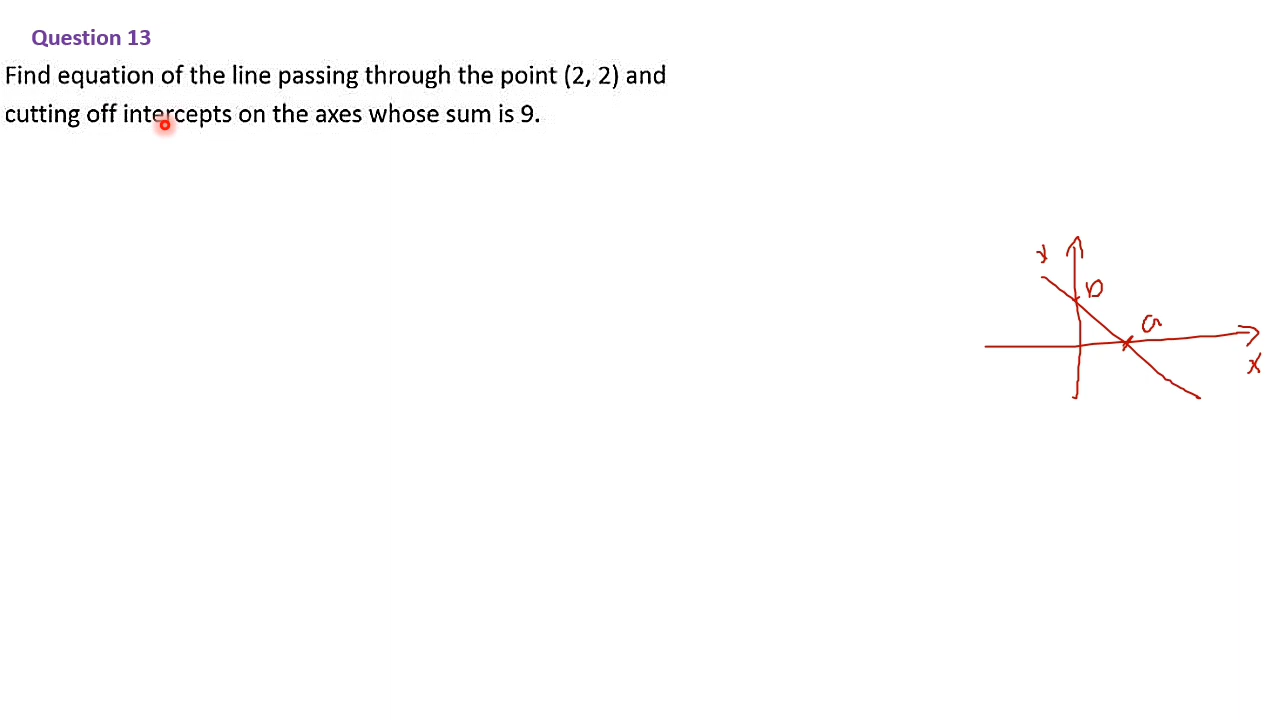 Question 13
Find equation of the line passing through the point (2, 2) and
cutting off intercepts on the axes whose sum is 9.
a
x